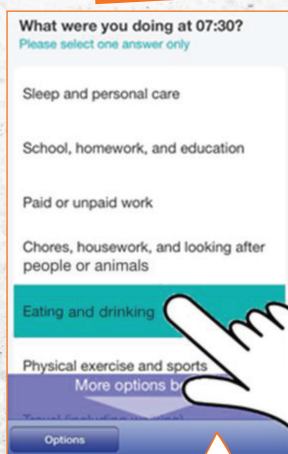 What were you doing at 07:30?
Please select one answer only
Sleep and personal care
School, homework, and education
Paid or unpaid work
Chores, housework, and looking after
people or animals
Eating and drinking
Physical exercise and sports
More options
Travel (including
Options